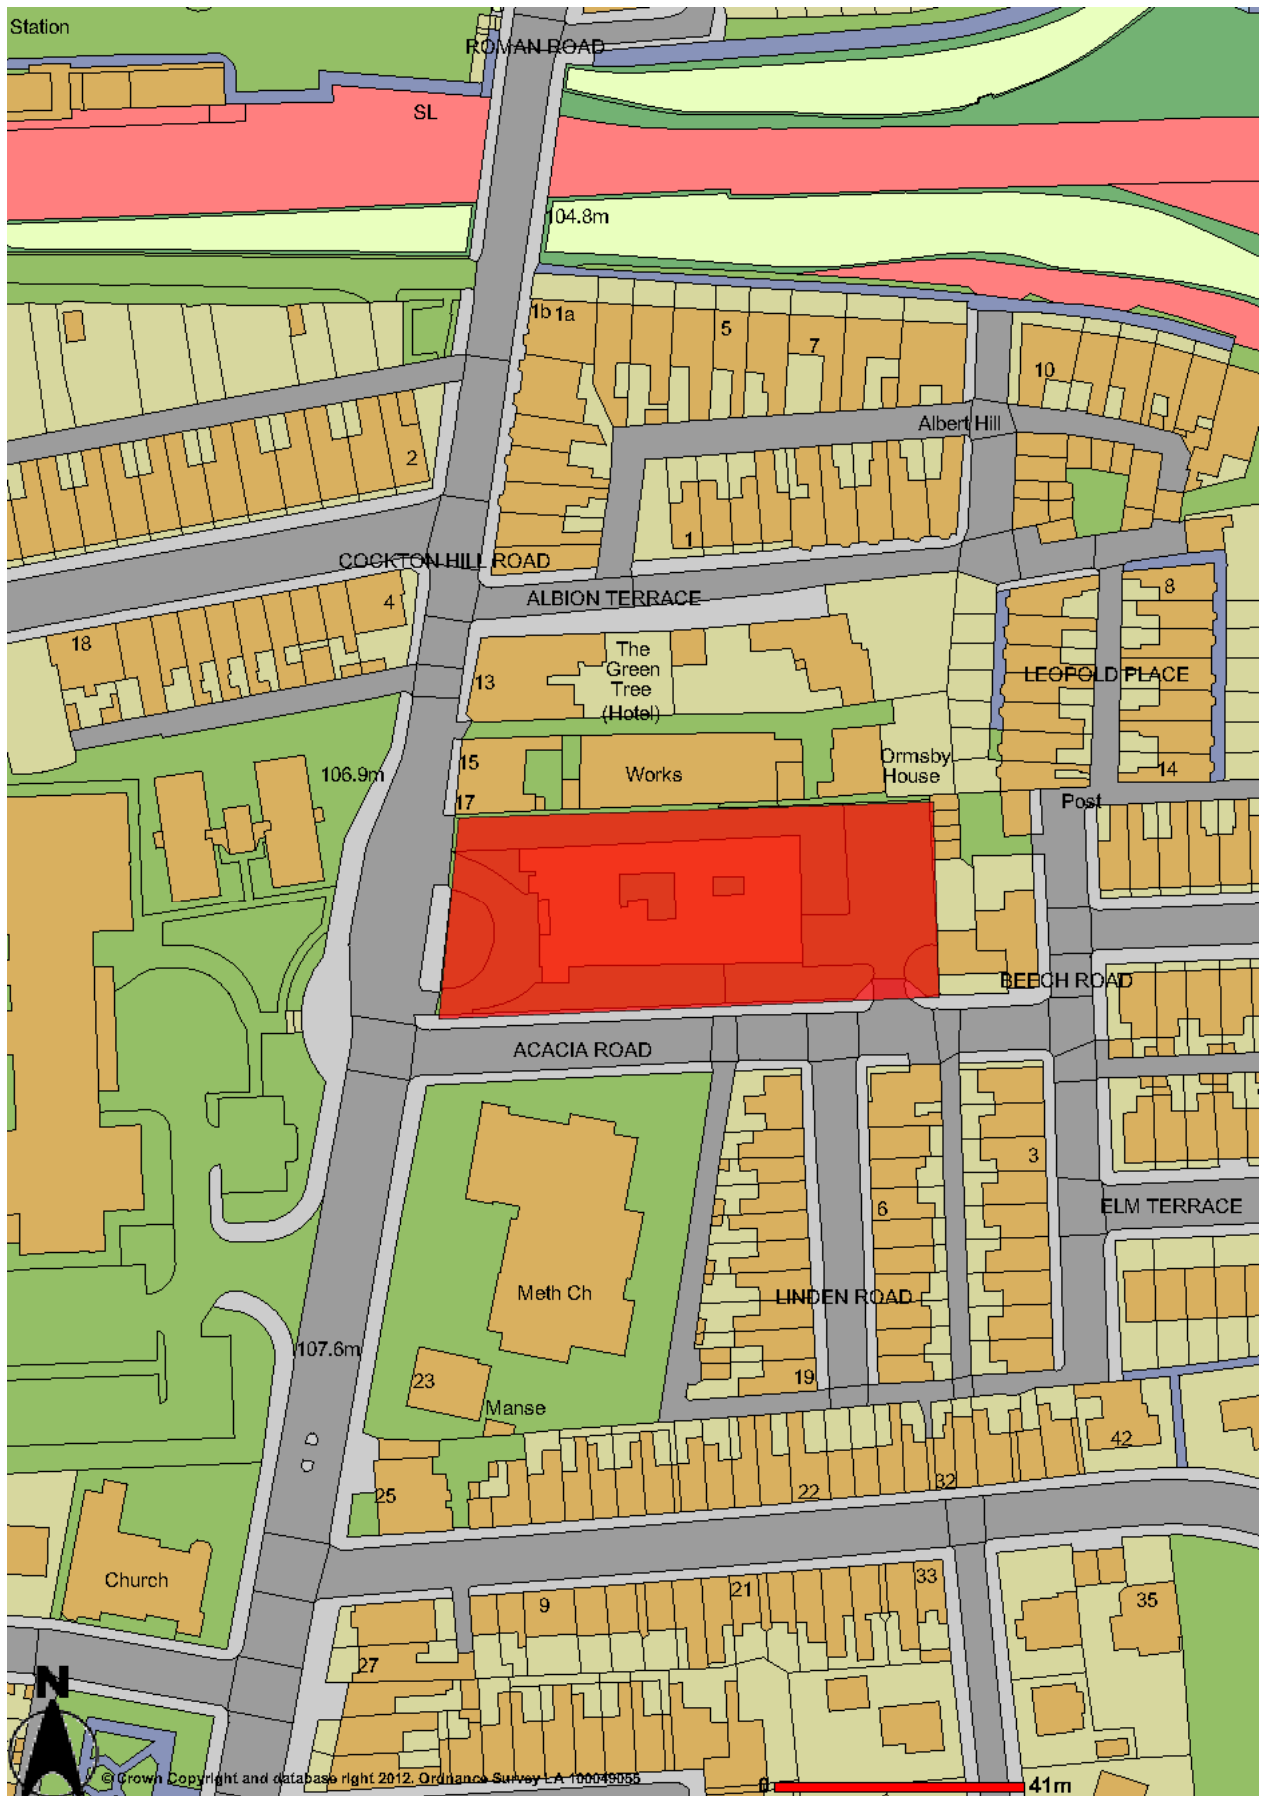 Station
ROMAN ROAD
SL
104.8m
1b 1a
5
7
10
Albert Hill
2
1
COCKTON HILL ROAD
ALBION TERRACE
4
8
18
The
Green
Tree
(Hotel)
13
LEOPOLD PLACE
15
Works
Ormsby
House
106.9m
14
17
Post
BEECH ROAD
ACACIA ROAD
3
6
ELM TERRACE
Meth Ch
LINDEN ROAD
107.6m
23
19
Manse
42
25
22
32
Church
9
21
33
35
27
N
© Crown Copyright and database right 2012. Ordnance Survey LA 100049055
0
41m